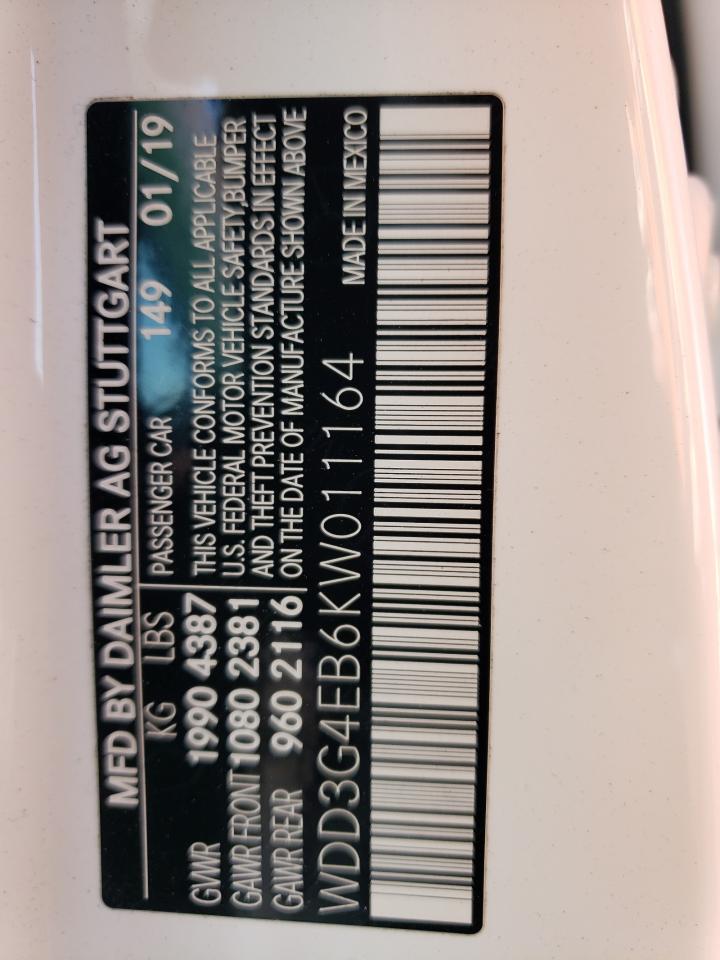 MFD BY DAIMLER AG STUTTGART
KG LBS PASSENGER CAR 149 01/19
GVWR 1990 4387
GAWR FRONT 1080 2381
GAWR REAR 960 2116
THIS VEHICLE CONFORMS TO ALL APPLICABLE
U.S. FEDERAL MOTOR VEHICLE SAFETY,BUMPER
AND THEFT PREVENTION STANDARDS IN EFFECT
ON THE DATE OF MANUFACTURE SHOWN ABOVE
WDD3G4EB6KW011164 MADE IN MEXICO